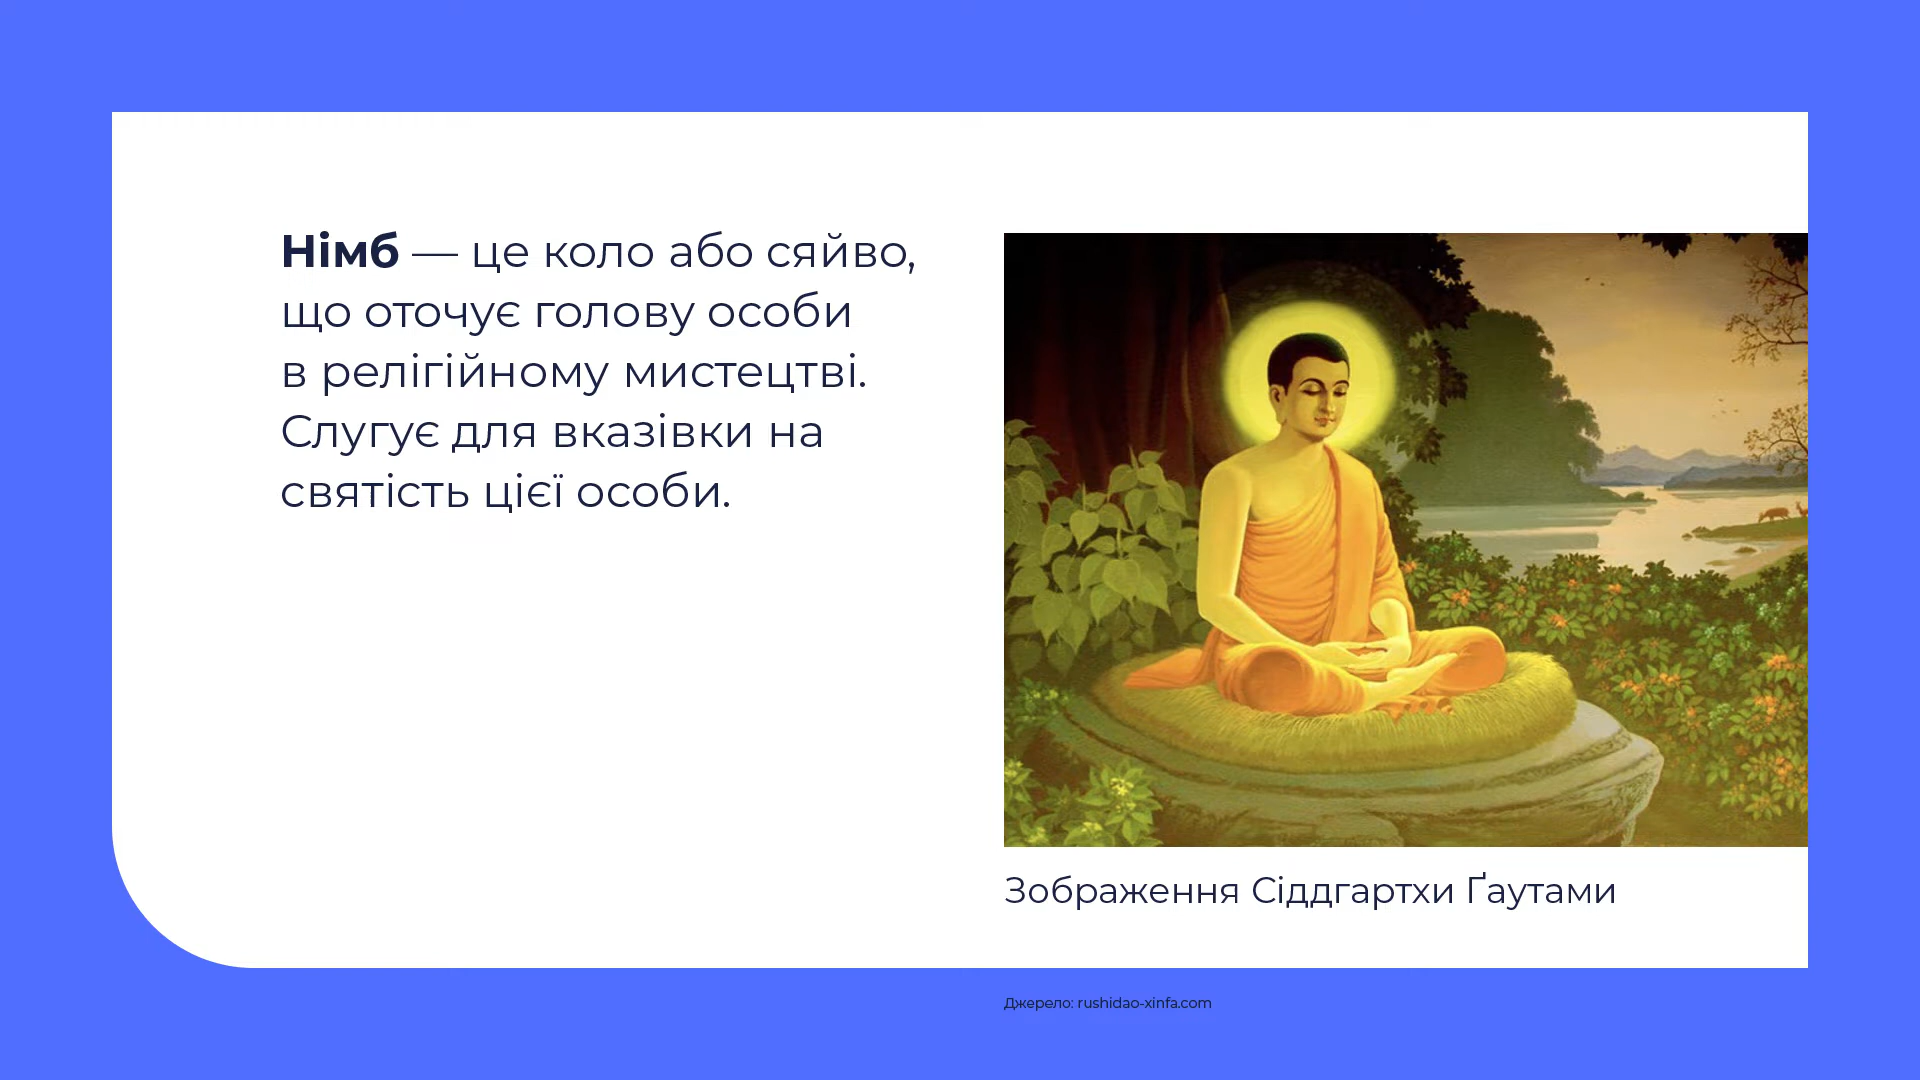 Німб — це коло або сяйво,
що оточує голову особи
в релігійному мистецтві.
Слугує для вказівки на
святість цієї особи.
Зображення Сіддгартхи Ґаутами
Джерело: rushidao-xinfa.com